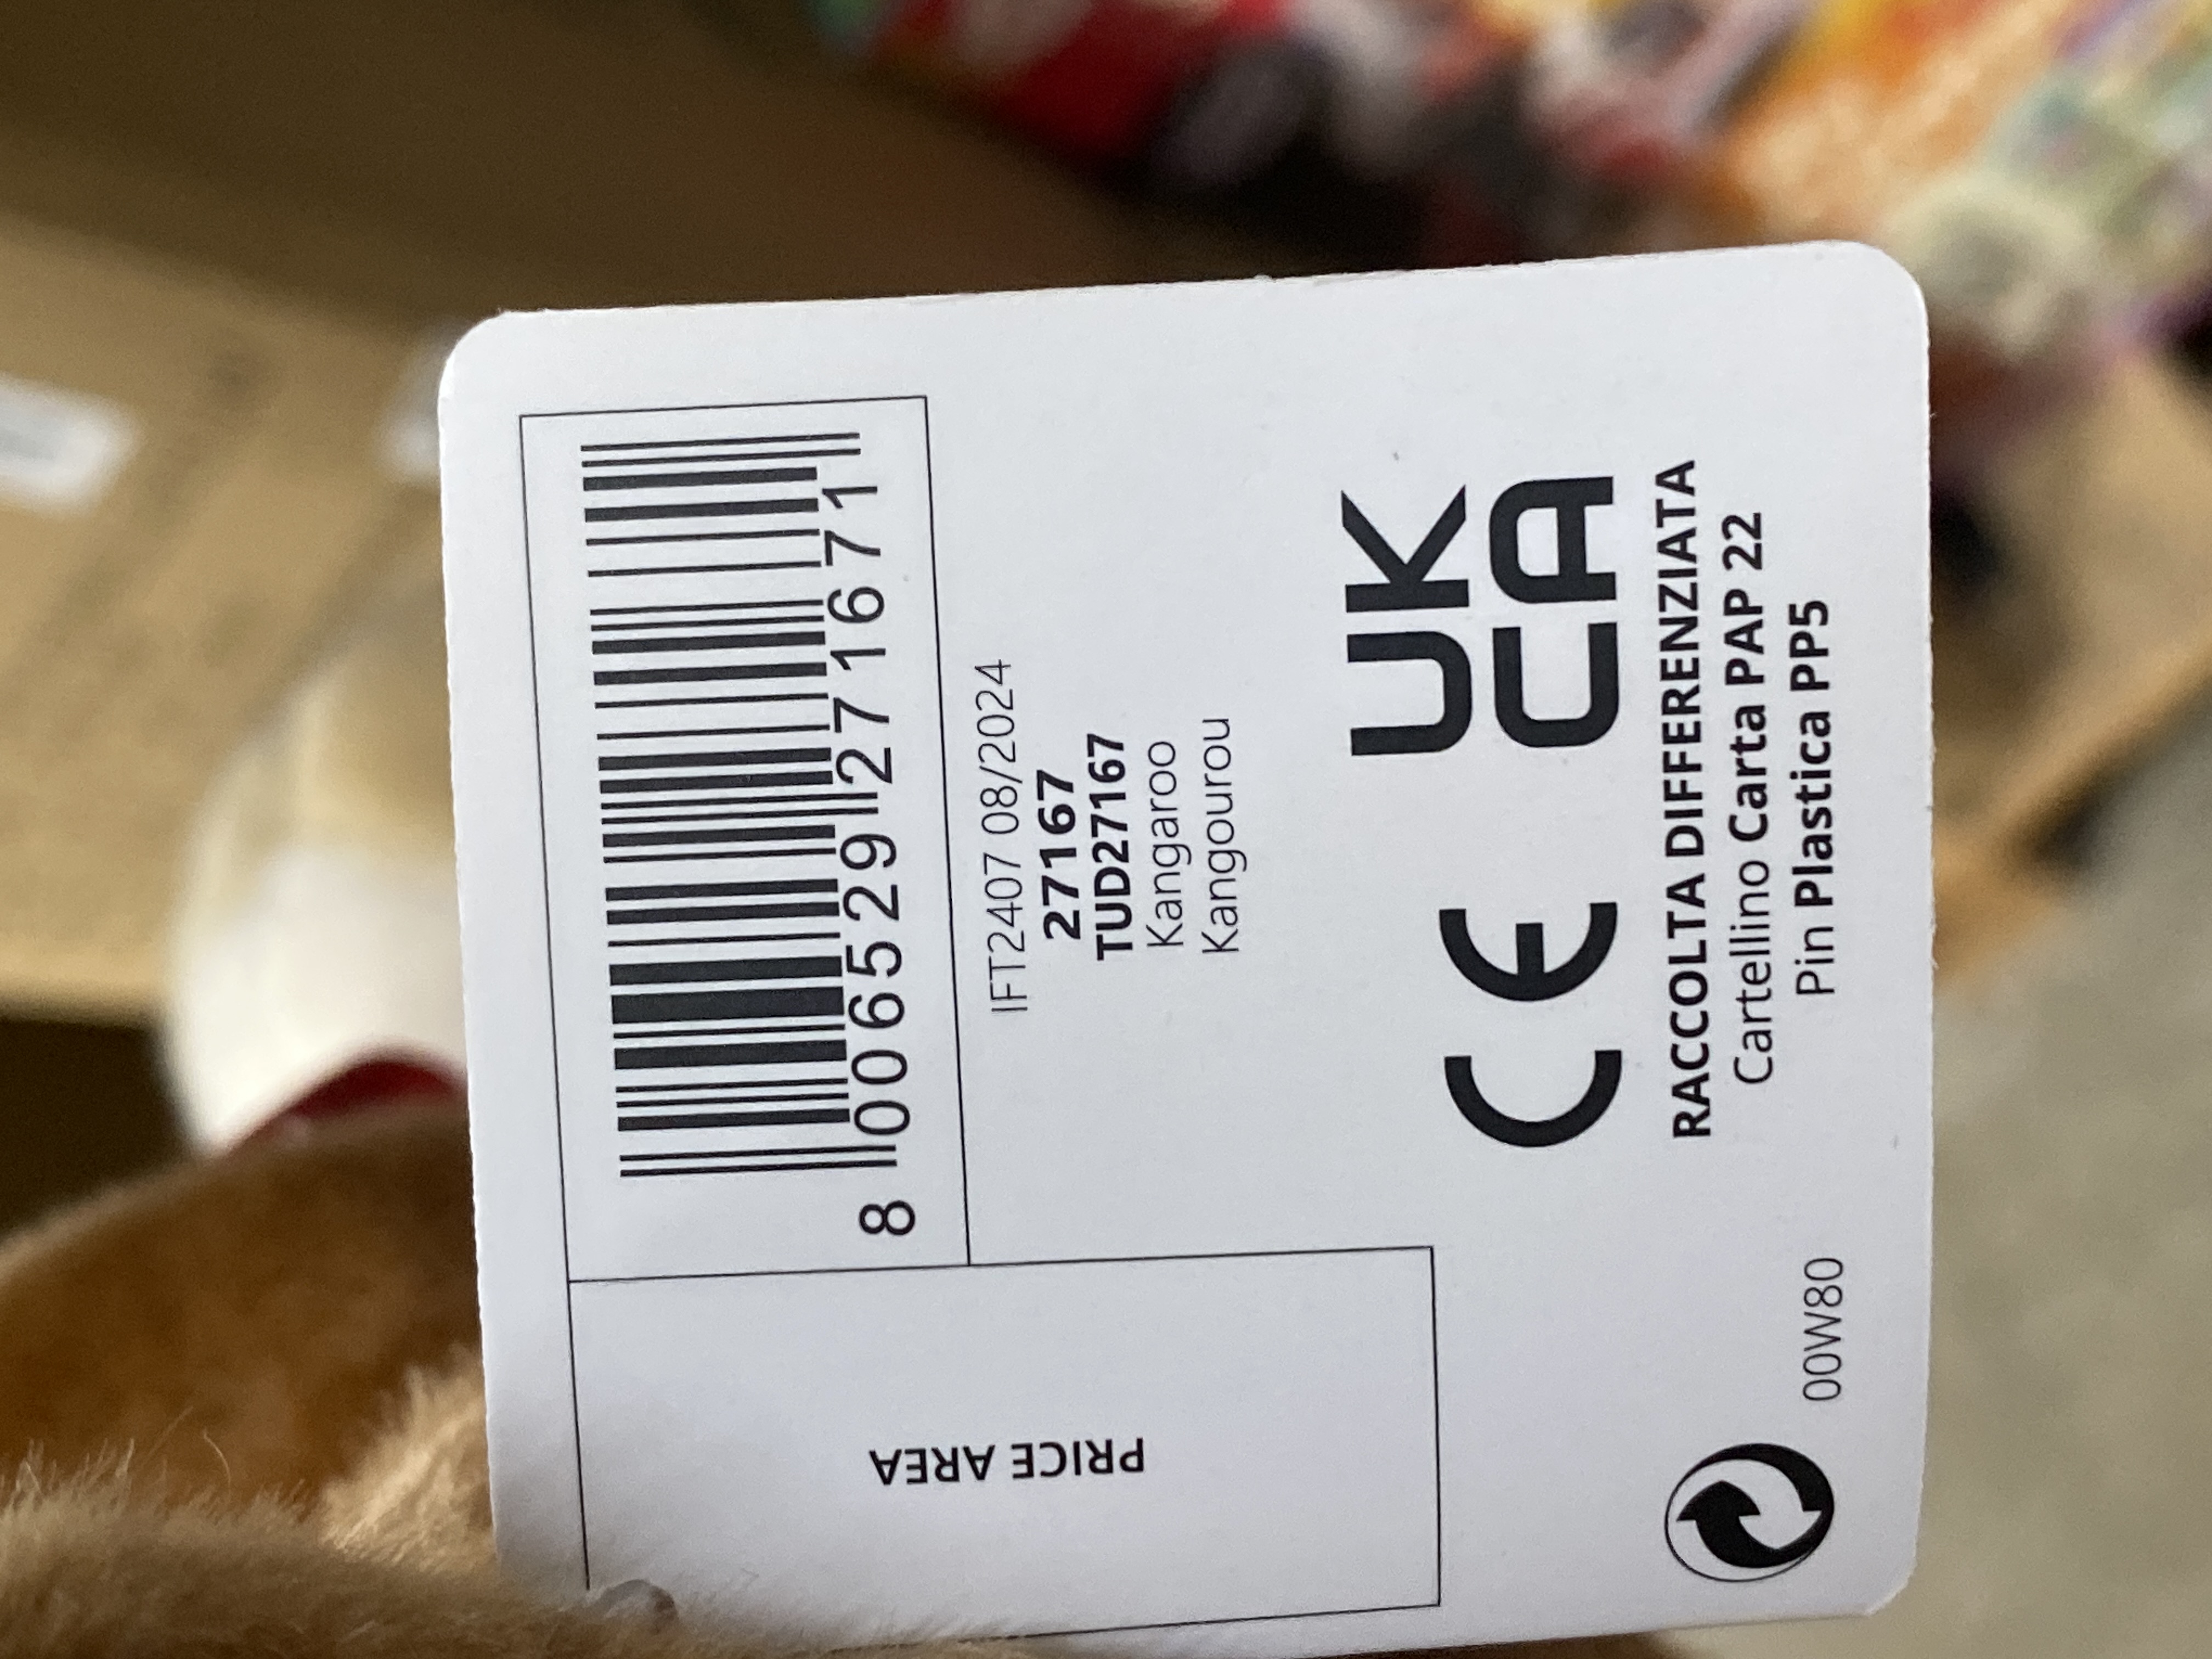 8 006529 271671
IFT2407 08/2024
27167
TUD27167
Kangaroo
Kangourou
PRICE AREA
CE
UK
CA
RACCOLTA DIFFERENZIATA
Cartellino Carta PAP 22
Pin Plastica PP5
00W80